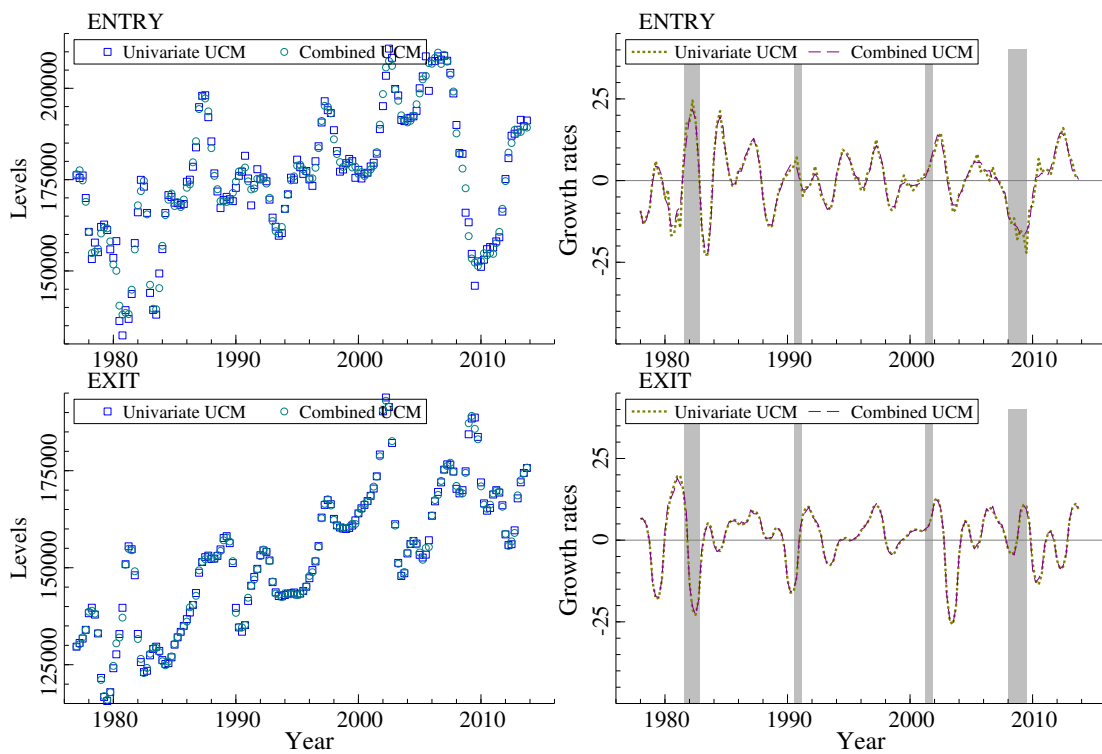 ENTRY
Univariate UCM Combined UCM
Levels
200000
175000
150000
1980 1990 2000 2010
ENTRY
Univariate UCM Combined UCM
Growth rates
25
0
-25
1980 1990 2000 2010
EXIT
Univariate UCM Combined UCM
Levels
175000
150000
125000
1980 1990 2000 2010
Year
EXIT
Univariate UCM Combined UCM
Growth rates
25
0
-25
1980 1990 2000 2010
Year